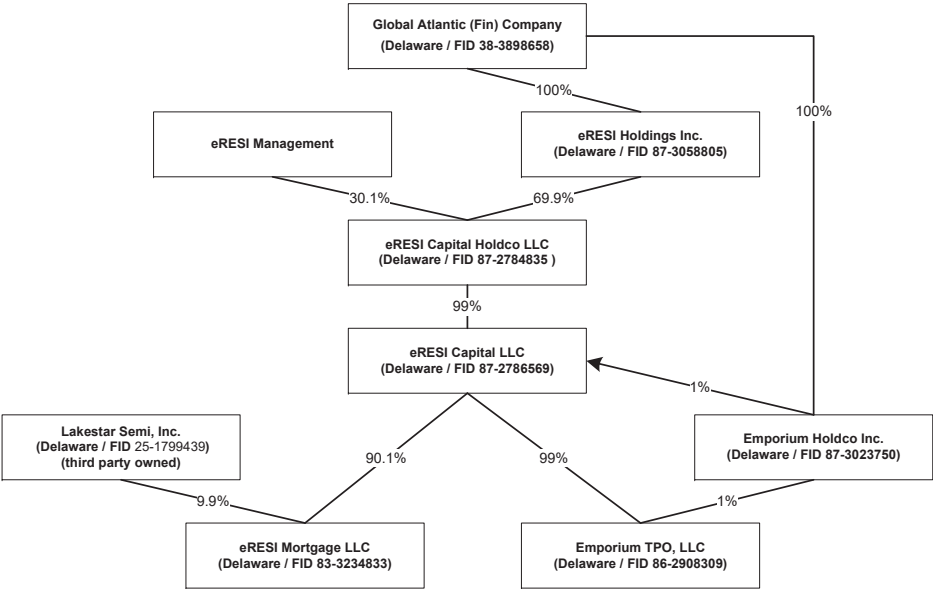 Global Atlantic (Fin) Company
(Delaware / FID 38-3898658)
100%
100%
eRESI Management
eRESI Holdings Inc.
(Delaware / FID 87-3058805)
30.1%
69.9%
eRESI Capital Holdco LLC
(Delaware / FID 87-2784835 )
99%
eRESI Capital LLC
(Delaware / FID 87-2786569)
1%
Lakestar Semi, Inc.
(Delaware / FID 25-1799439)
(third party owned)
Emporium Holdco Inc.
(Delaware / FID 87-3023750)
90.1%
99%
9.9%
1%
eRESI Mortgage LLC
(Delaware / FID 83-3234833)
Emporium TPO, LLC
(Delaware / FID 86-2908309)